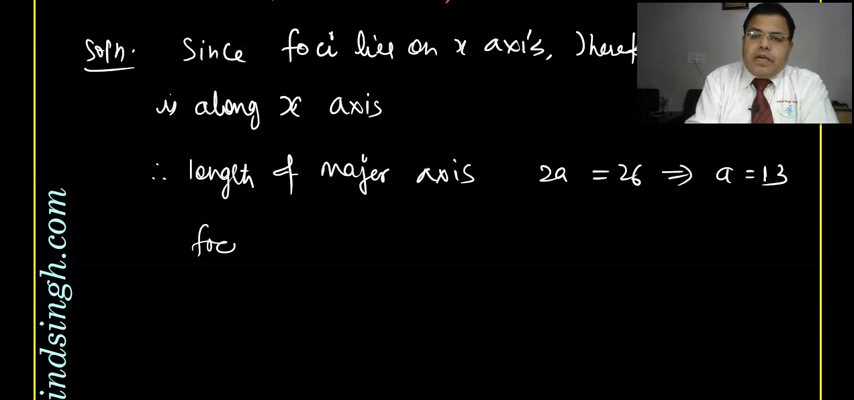 Soln. Since foci lies on x axis, Theref
is along x axis
∴ length of major axis 2a = 26 ⇒ a = 13
foc
indsingh.com